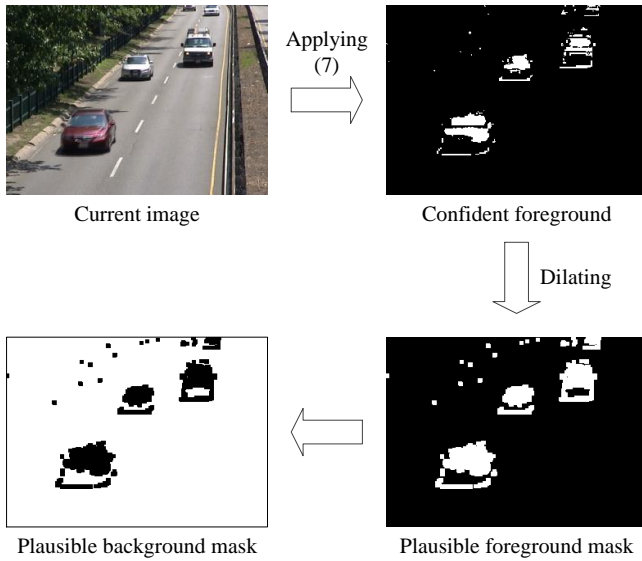 Applying
(7)
Current image
Confident foreground
Dilating
Plausible background mask
Plausible foreground mask